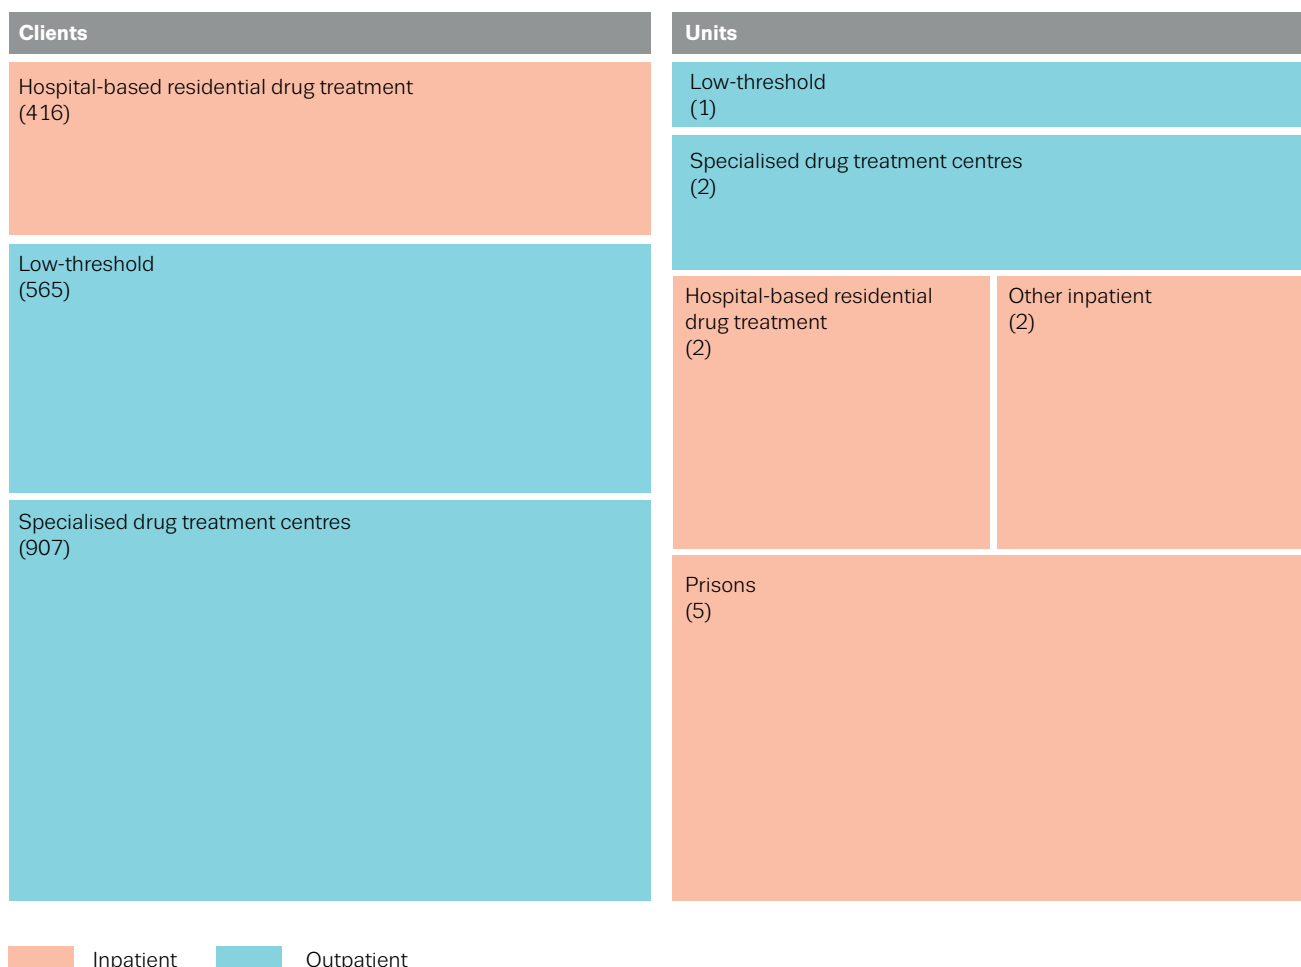 Clients
Hospital-based residential drug treatment
(416)
Low-threshold
(565)
Specialised drug treatment centres
(907)
Units
Low-threshold
(1)
Specialised drug treatment centres
(2)
Hospital-based residential
drug treatment
(2)
Other inpatient
(2)
Prisons
(5)
Inpatient
Outpatient